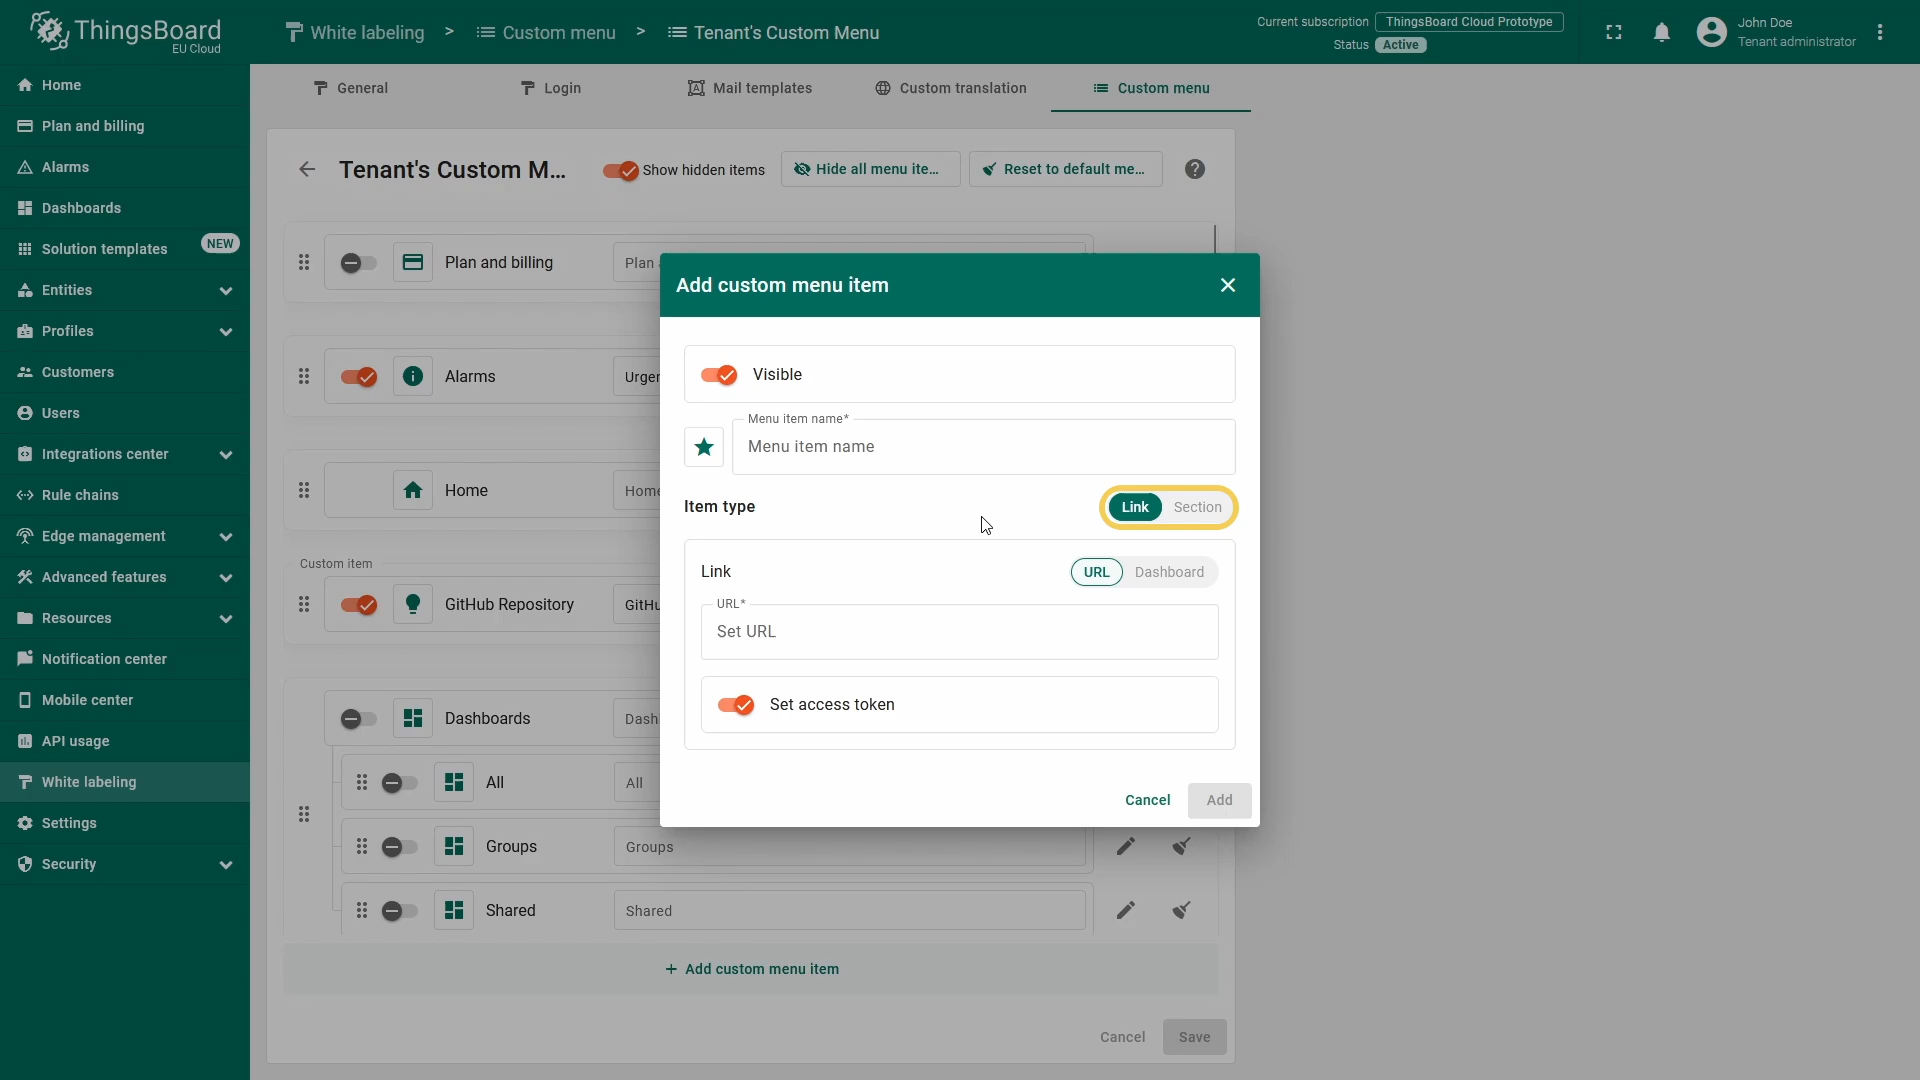 ThingsBoard
EU Cloud
White labeling > Custom menu > Tenant's Custom Menu
Current subscription ThingsBoard Cloud Prototype
Status Active
John Doe
Tenant administrator
Home
Plan and billing
Alarms
Dashboards
Solution templates NEW
Entities
Profiles
Customers
Users
Integrations center
Rule chains
Edge management
Advanced features
Resources
Notification center
Mobile center
API usage
White labeling
Settings
Security
General
Login
Mail templates
Custom translation
Custom menu
Tenant's Custom M...
Show hidden items
Hide all menu ite...
Reset to default me...
Plan and billing
Plan
Alarms
Home
Custom item
GitHub Repository
Dashboards
All All
Groups Groups
Shared Shared
+ Add custom menu item
Cancel Save
Add custom menu item
Visible
Menu item name*
Menu item name
Item type
Link Section
Link
URL Dashboard
URL*
Set URL
Set access token
Cancel Add